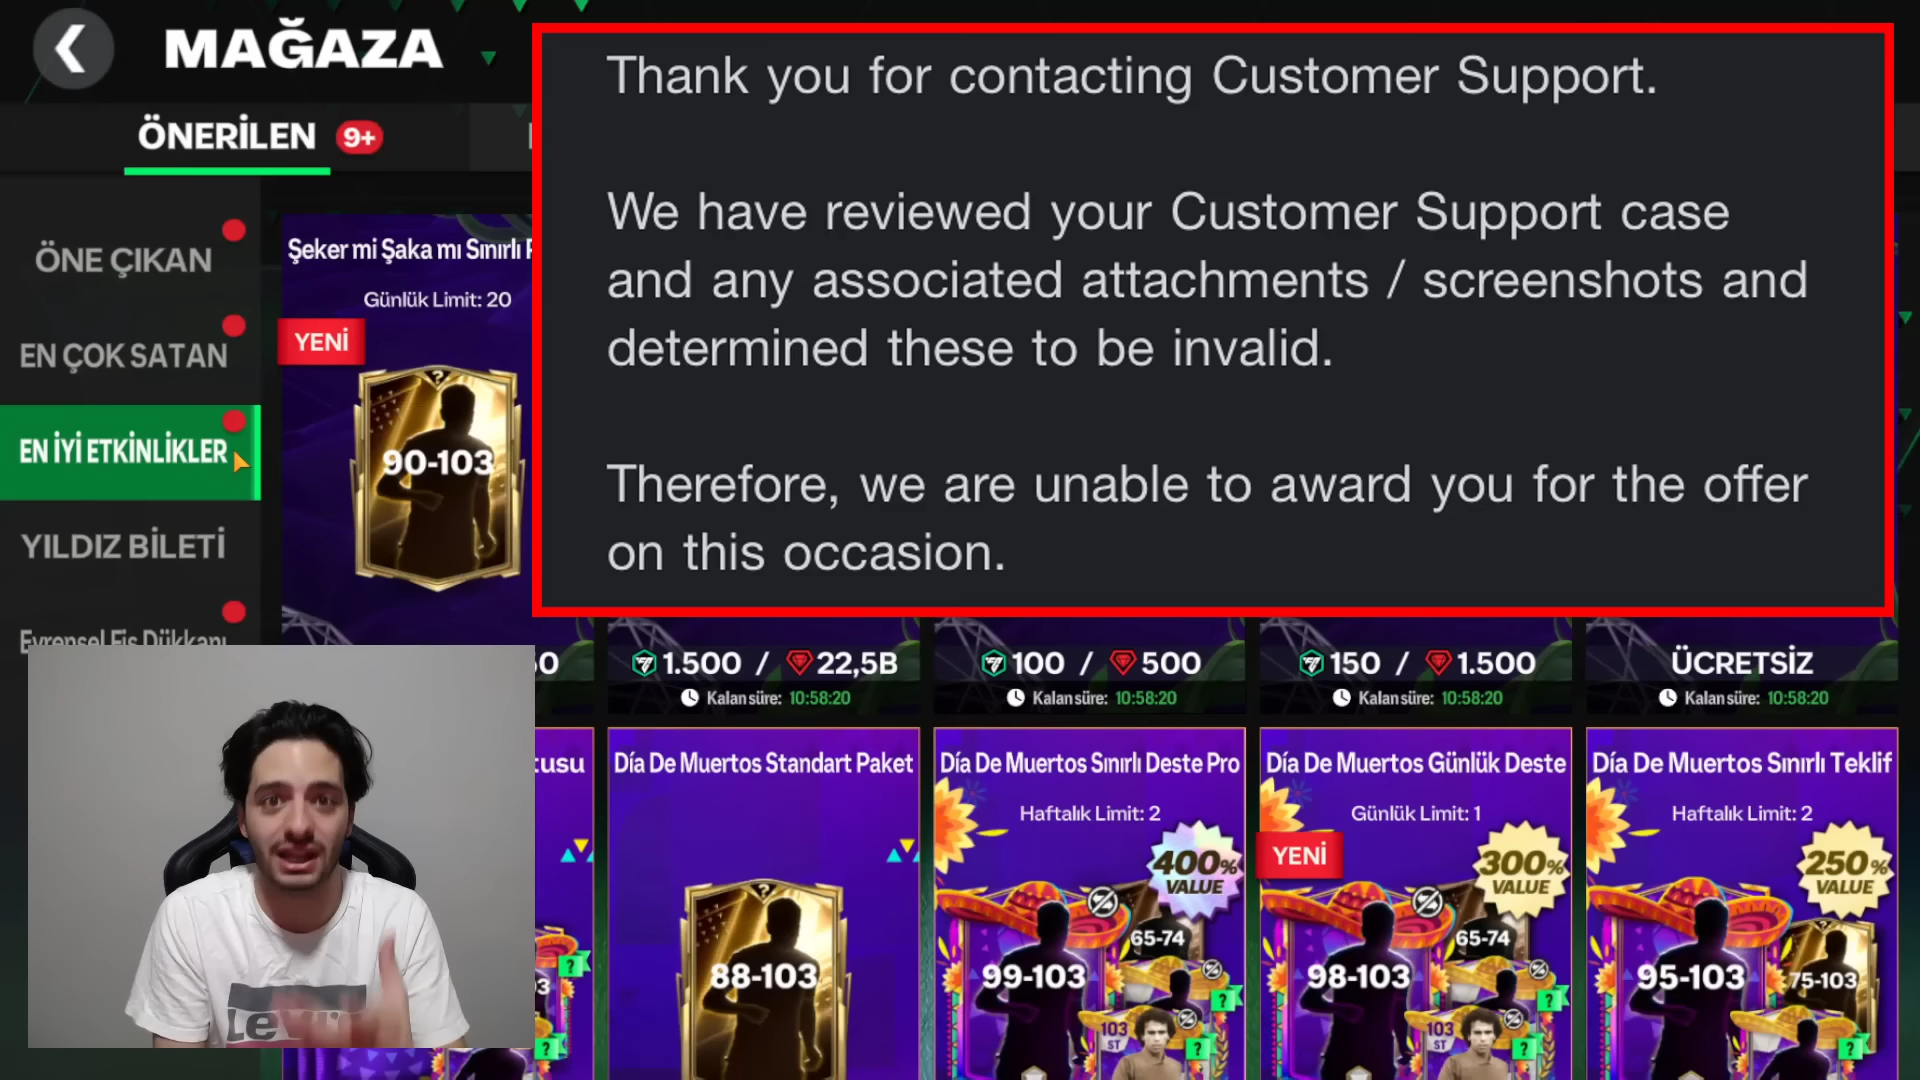 MAĞAZA
ÖNERİLEN 9+
ÖNE ÇIKAN
EN ÇOK SATAN
EN İYİ ETKİNLİKLER
YILDIZ BİLETİ
Evrensel Fiş Dükkanı
Şeker mi Şaka mı Sınırlı
Günlük Limit: 20
YENİ
90-103
Thank you for contacting Customer Support.
We have reviewed your Customer Support case
and any associated attachments / screenshots and
determined these to be invalid.
Therefore, we are unable to award you for the offer
on this occasion.
1.500 / 22,5B
Kalan süre: 10:58:20
100 / 500
Kalan süre: 10:58:20
150 / 1.500
Kalan süre: 10:58:20
ÜCRETSİZ
Kalan süre: 10:58:20
Día De Muertos Standart Paket
88-103
Día De Muertos Sınırlı Deste Pro
Haftalık Limit: 2
400%
VALUE
65-74
99-103
103
ST
Día De Muertos Günlük Deste
Günlük Limit: 1
YENİ
300%
VALUE
65-74
98-103
103
ST
Día De Muertos Sınırlı Teklif
Haftalık Limit: 2
250%
VALUE
95-103
75-103